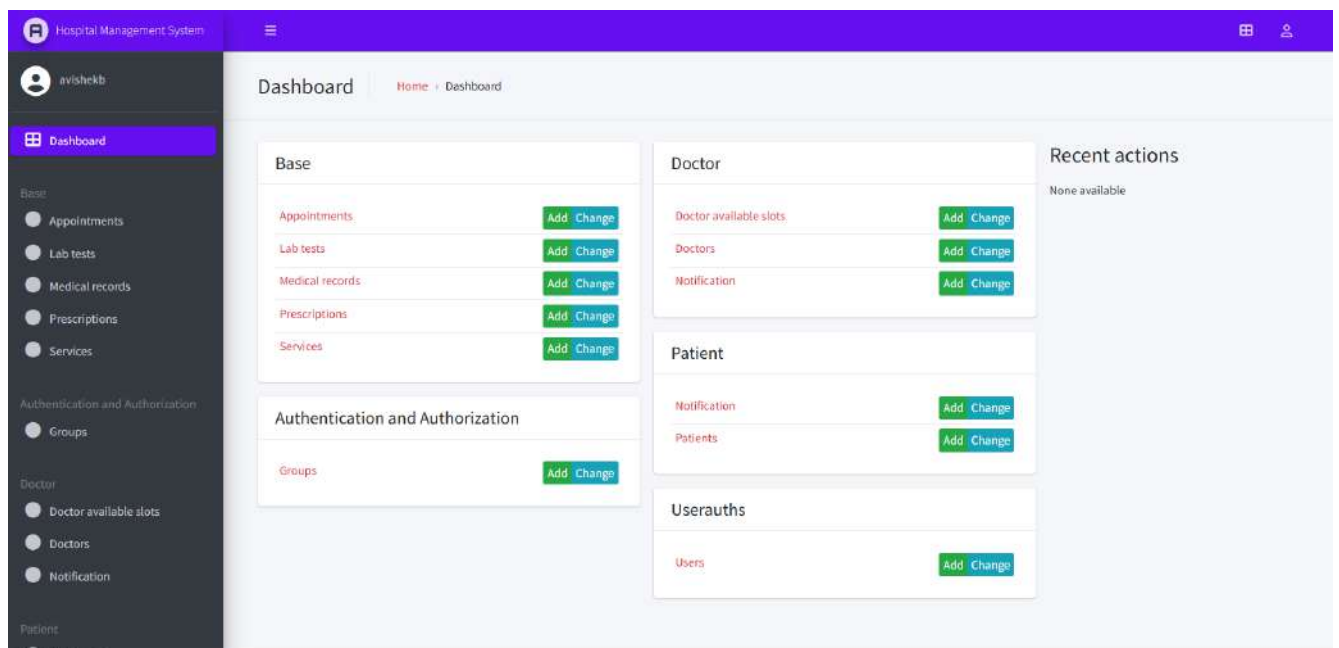 Hospital Management System
avishekb
Dashboard
Base
Appointments
Lab tests
Medical records
Prescriptions
Services
Authentication and Authorization
Groups
Doctor
Doctor available slots
Doctors
Notification
Patient
Dashboard
Home › Dashboard
Base
Appointments Add Change
Lab tests Add Change
Medical records Add Change
Prescriptions Add Change
Services Add Change
Authentication and Authorization
Groups Add Change
Doctor
Doctor available slots Add Change
Doctors Add Change
Notification Add Change
Patient
Notification Add Change
Patients Add Change
Userauths
Users Add Change
Recent actions
None available